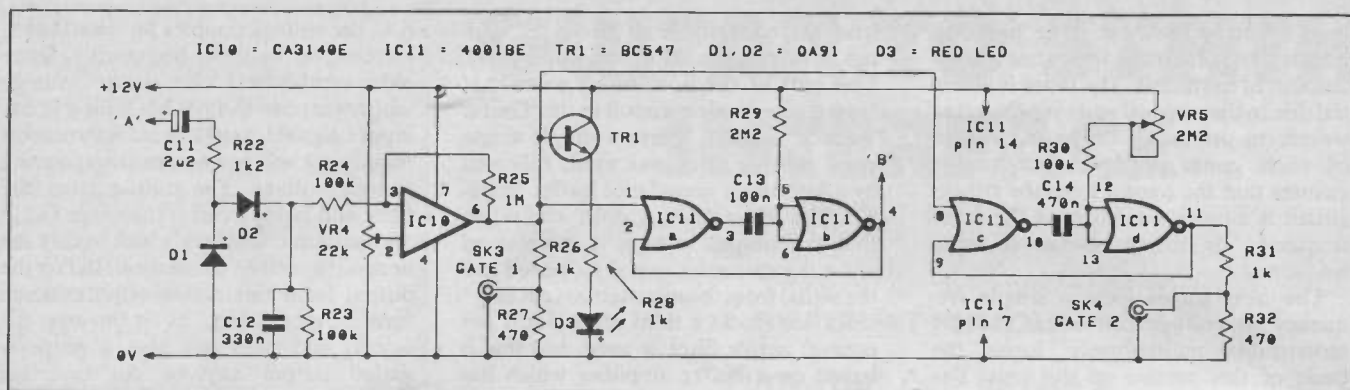 IC10 = CA3140E IC11 = 4001BE TR1 = BC547 D1,D2 = OA91 D3 = RED LED
+12V
'A'
+
C11
2u2
R22
1k2
D2
D1
C12
330n
R23
100k
R24
100k
VR4
22k
3
2
7
IC10
6
4
R25
1M
SK3
GATE 1
TR1
R26
1k
R27
470
D3
R28
1k
R29
2M2
1
2
IC11
a
3
C13
100n
5
6
IC11
b
4
'B'
8
9
IC11
c
10
IC11
pin 14
IC11
pin 7
R30
100k
C14
470n
12
13
IC11
d
11
VR5
2M2
R31
1k
SK4
GATE 2
R32
470
0V